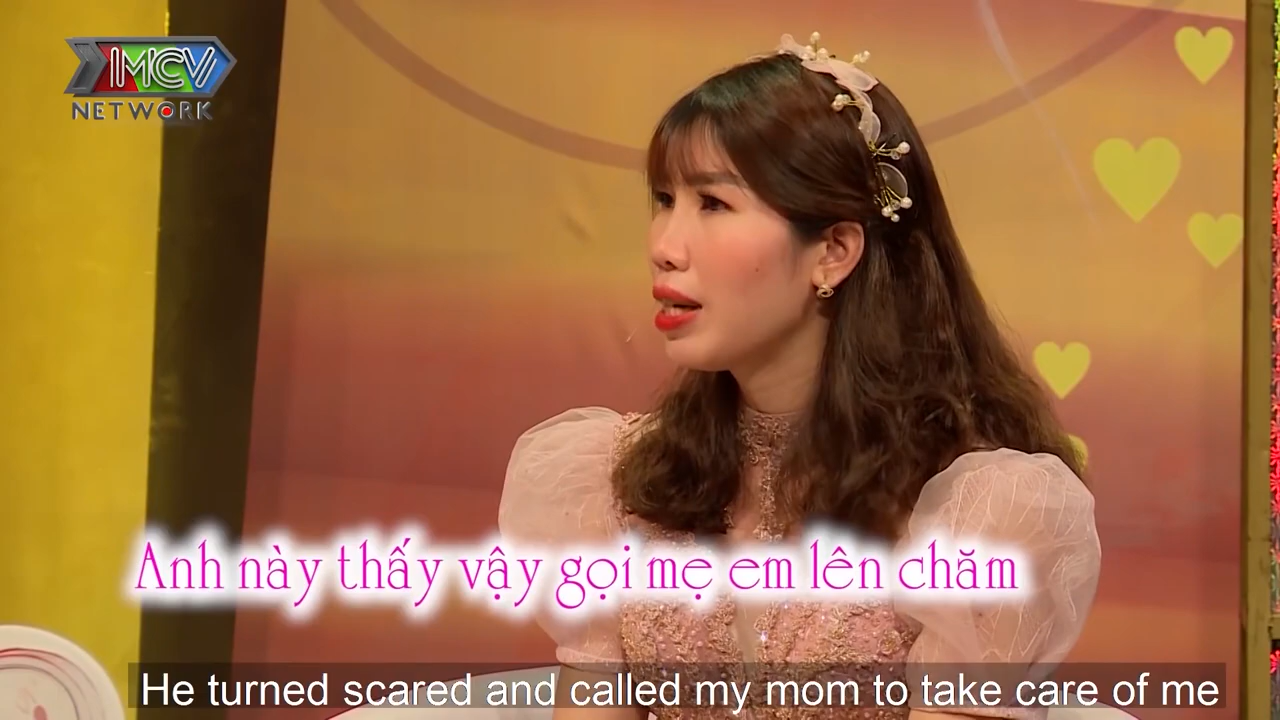 MCV
NETWORK
Anh này thấy vậy gọi mẹ em lên chăm
He turned scared and called my mom to take care of me